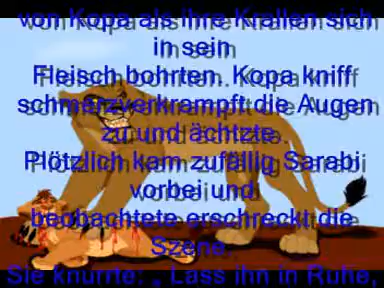 von Kopa als ihre Krallen sich
in sein
Fleisch bohrten. Kopa kniff
schmerzverkrampft die Augen
zu und ächtzte.
Plötzlich kam zufällig Sarabi
vorbei und
beobachtete erschreckt die
Szene.
Sie knurrte: „ Lass ihn in Ruhe,